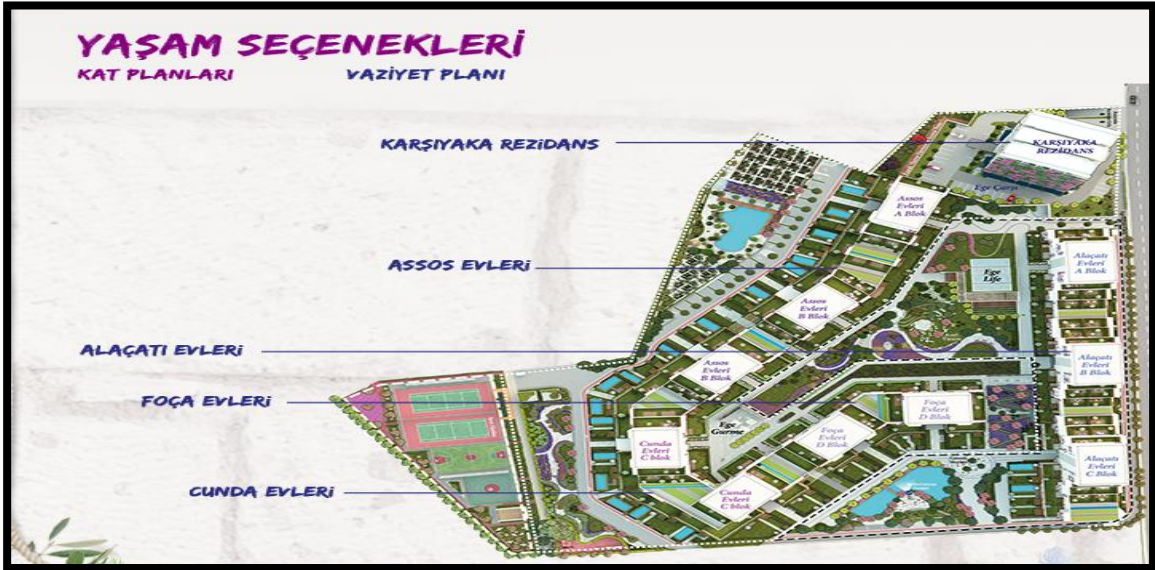 YAŞAM SEÇENEKLERİ
KAT PLANLARI
VAZİYET PLANI
KARŞIYAKA REZİDANS
KARŞIYAKA
REZİDANS
Ege Çarşı
Assos
Evleri
A Blok
ASSOS EVLERİ
Alaçatı
Evleri
A Blok
Ege
Life
Assos
Evleri
B Blok
ALAÇATI EVLERİ
Alaçatı
Evleri
B Blok
Assos
Evleri
B Blok
FOÇA EVLERİ
Foça
Evleri
D Blok
Ege
Gurme
Foça
Evleri
D Blok
Cunda
Evleri
C blok
Alaçatı
Evleri
C Blok
CUNDA EVLERİ
Cunda
Evleri
C blok